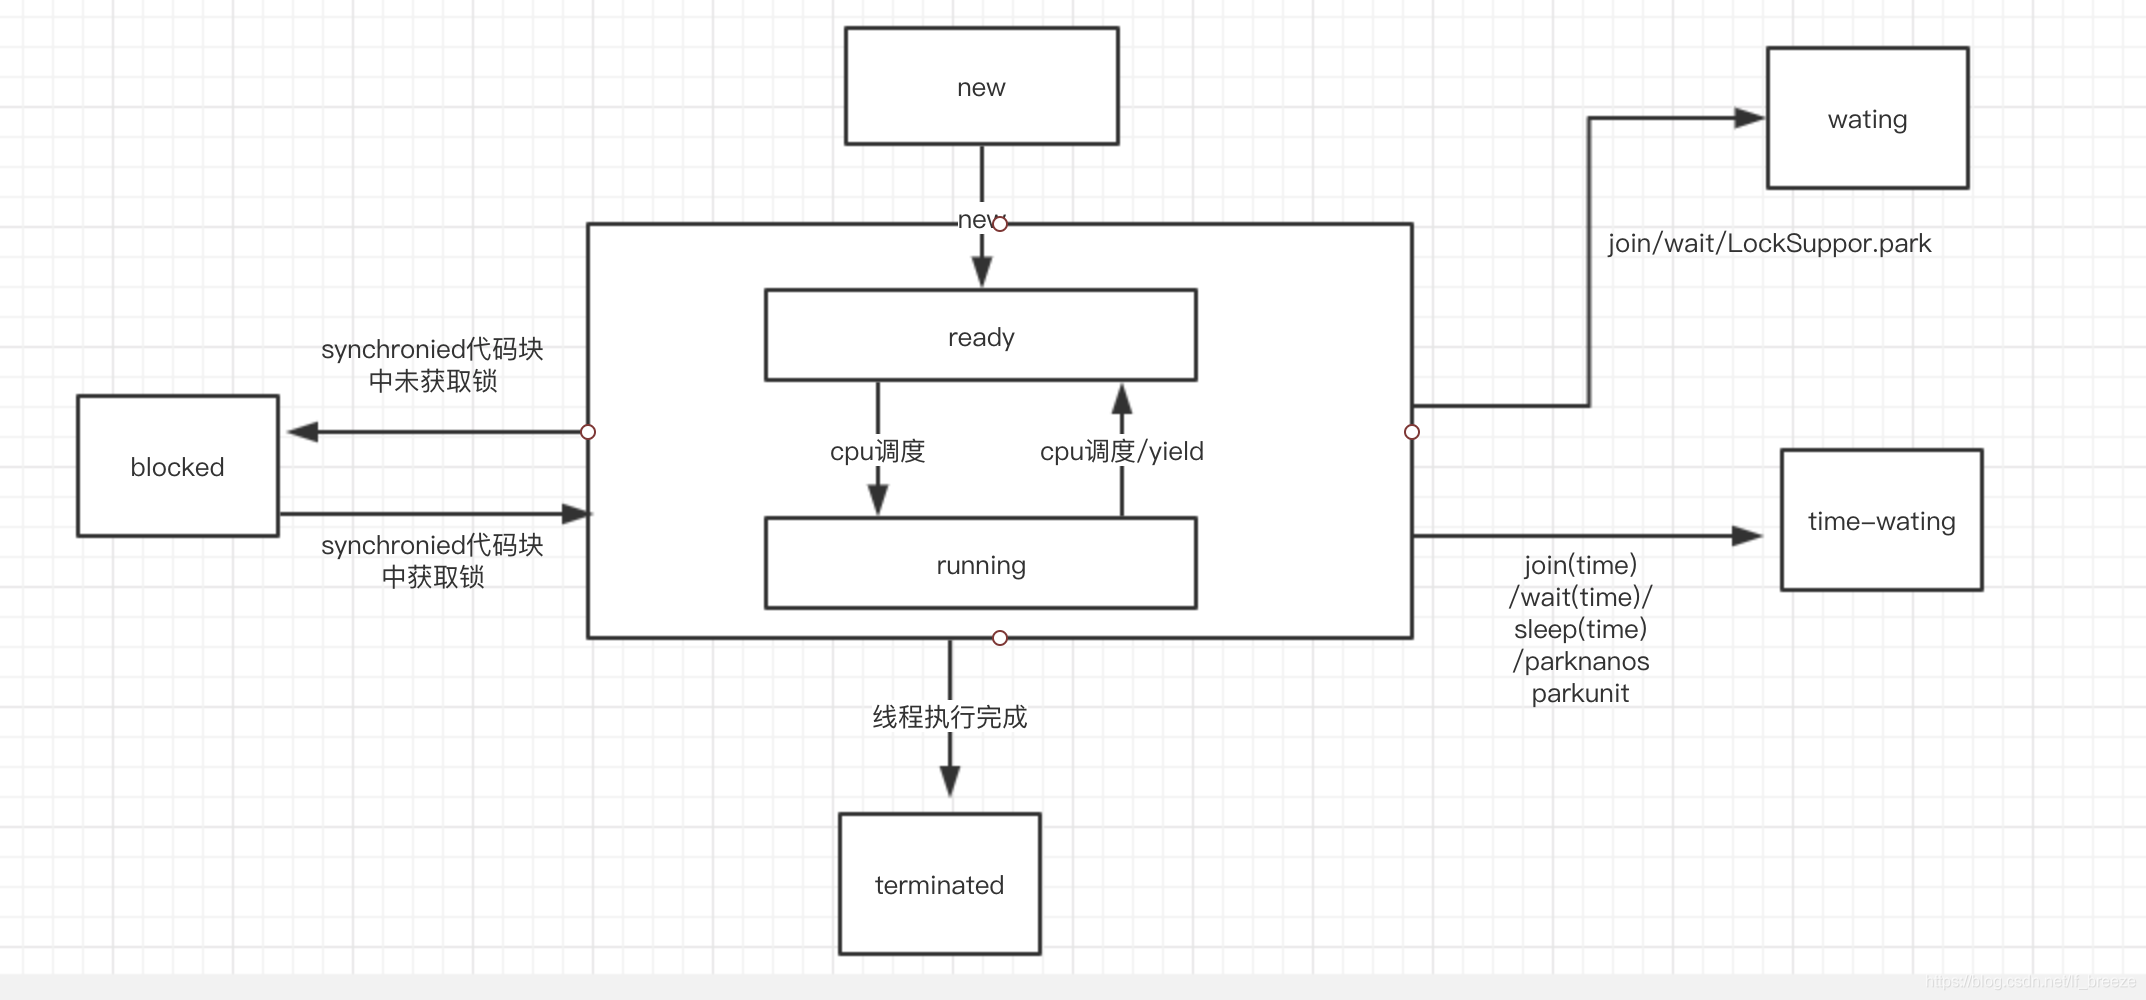 new
wating
new
join/wait/LockSuppor.park
ready
synchronied代码块
中未获取锁
cpu调度
cpu调度/yield
blocked
time-wating
synchronied代码块
中获取锁
running
join(time)
/wait(time)/
sleep(time)
/parknanos
parkunit
线程执行完成
terminated
https://blog.csdn.net/lf_breeze